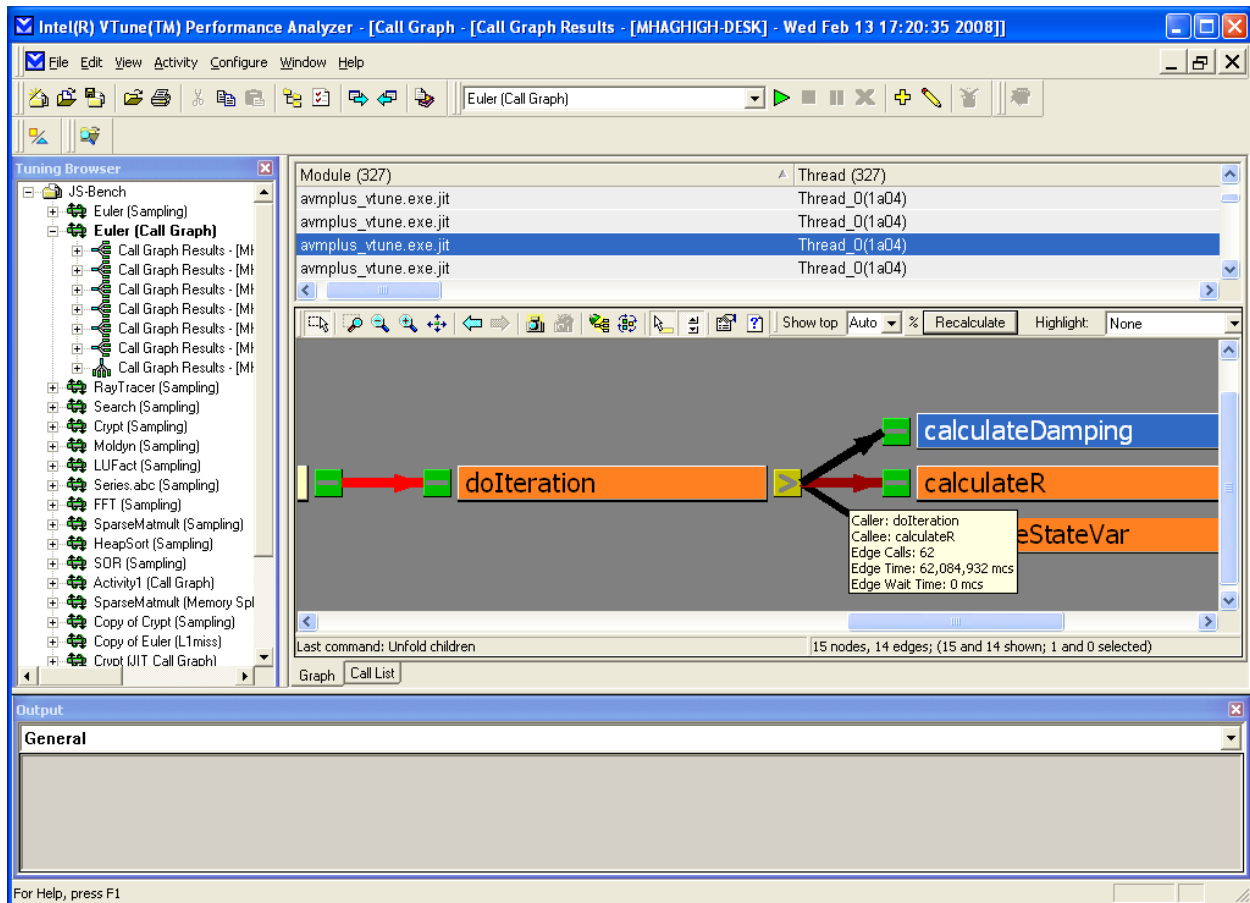 Intel(R) VTune(TM) Performance Analyzer - [Call Graph - [Call Graph Results - [MHAGHIGH-DESK] - Wed Feb 13 17:20:35 2008]]
File Edit View Activity Configure Window Help
Euler (Call Graph)
Tuning Browser
JS-Bench
Euler (Sampling)
Euler (Call Graph)
Call Graph Results - [MH
Call Graph Results - [MH
Call Graph Results - [MH
Call Graph Results - [MH
Call Graph Results - [MH
Call Graph Results - [MH
Call Graph Results - [MH
RayTracer (Sampling)
Search (Sampling)
Crypt (Sampling)
Moldyn (Sampling)
LUFact (Sampling)
Series.abc (Sampling)
FFT (Sampling)
SparseMatmult (Sampling)
HeapSort (Sampling)
SOR (Sampling)
Activity1 (Call Graph)
SparseMatmult (Memory Spl
Copy of Crypt (Sampling)
Copy of Euler (L1miss)
Crypt (JIT Call Graph)
Module (327) Thread (327)
avmplus_vtune.exe.jit Thread_0(1a04)
avmplus_vtune.exe.jit Thread_0(1a04)
avmplus_vtune.exe.jit Thread_0(1a04)
avmplus_vtune.exe.jit Thread_0(1a04)
Show top Auto % Recalculate Highlight: None
calculateDamping
doIteration
calculateR
eStateVar
Caller: doIteration
Callee: calculateR
Edge Calls: 62
Edge Time: 62,084,932 mcs
Edge Wait Time: 0 mcs
Last command: Unfold children 15 nodes, 14 edges; (15 and 14 shown; 1 and 0 selected)
Graph Call List
Output
General
For Help, press F1